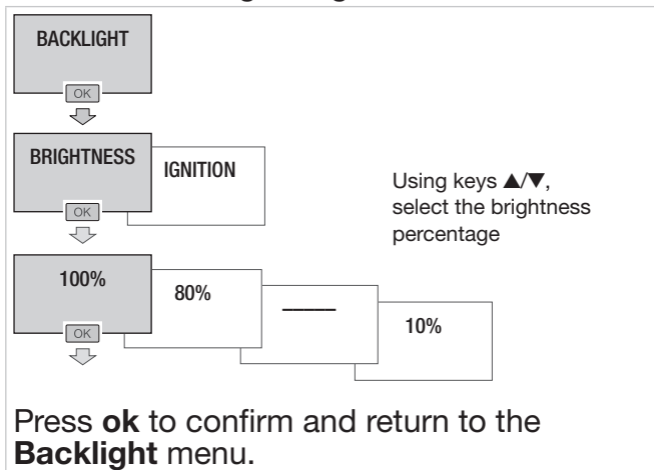 BACKLIGHT
OK
BRIGHTNESS
IGNITION
OK
Using keys ▲/▼,
select the brightness
percentage
100%
80%
_____
10%
OK
Press ok to confirm and return to the
Backlight menu.